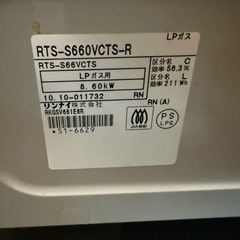 LPガス
RTS-S660VCTS-R
RTS-S66VCTS
区分名 C
効率 56.3%
LPガス用
8.60kW
区分名 L
効率 211Wh
10.10-011732 RN
RN(A)
リンナイ株式会社
RKGSV661E6R
*51-6629
PS
LPG